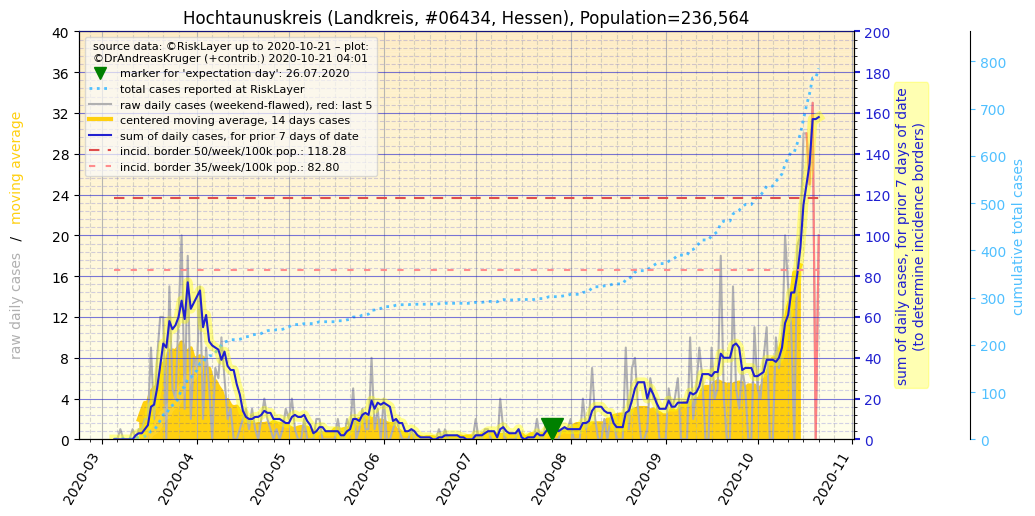 Hochtaunuskreis (Landkreis, #06434, Hessen), Population=236,564
source data: ©RiskLayer up to 2020-10-21 – plot:
©DrAndreasKruger (+contrib.) 2020-10-21 04:01
marker for 'expectation day': 26.07.2020
total cases reported at RiskLayer
raw daily cases (weekend-flawed), red: last 5
centered moving average, 14 days cases
sum of daily cases, for prior 7 days of date
incid. border 50/week/100k pop.: 118.28
incid. border 35/week/100k pop.: 82.80
raw daily cases / moving average
40
36
32
28
24
20
16
12
8
4
0
2020-03
2020-04
2020-05
2020-06
2020-07
2020-08
2020-09
2020-10
2020-11
200
180
160
140
120
100
80
60
40
20
0
sum of daily cases, for prior 7 days of date
(to determine incidence borders)
800
700
600
500
400
300
200
100
0
cumulative total cases